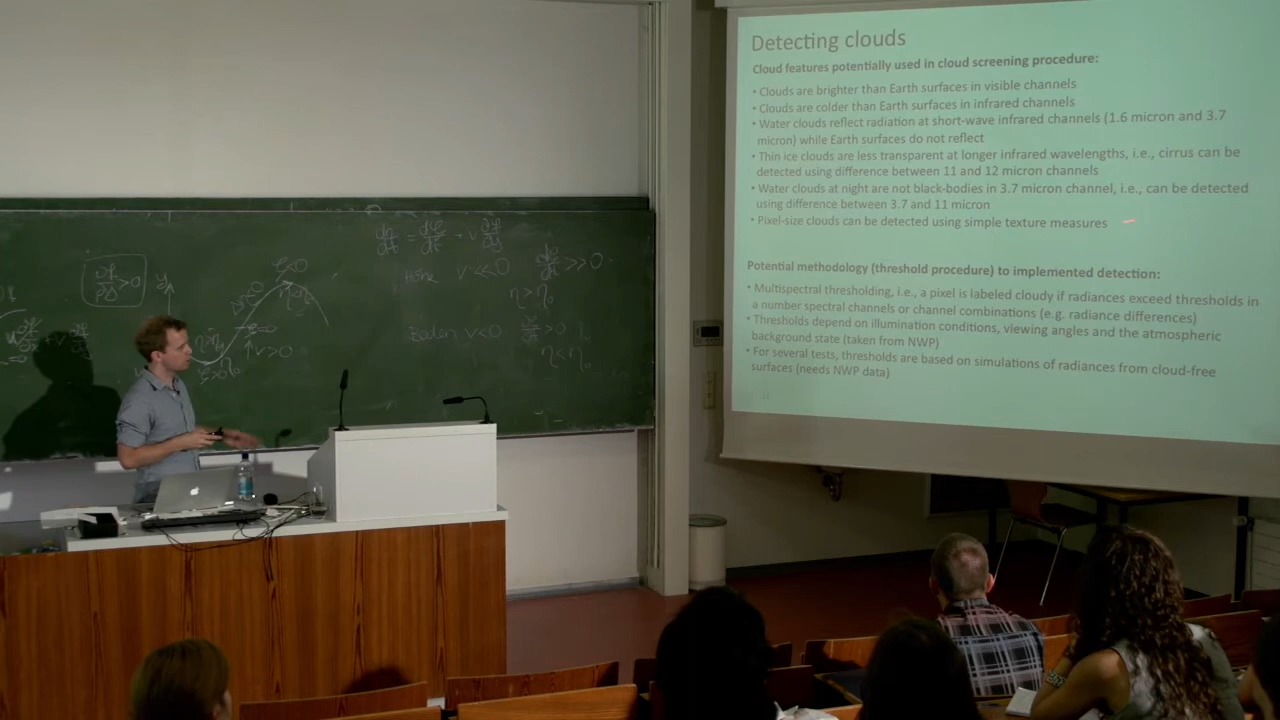 Detecting clouds
Cloud features potentially used in cloud screening procedure:
• Clouds are brighter than Earth surfaces in visible channels
• Clouds are colder than Earth surfaces in infrared channels
• Water clouds reflect radiation at short-wave infrared channels (1.6 micron and 3.7
micron) while Earth surfaces do not reflect
• Thin ice clouds are less transparent at longer infrared wavelengths, i.e., cirrus can be
detected using difference between 11 and 12 micron channels
• Water clouds at night are not black-bodies in 3.7 micron channel, i.e., can be detected
using difference between 3.7 and 11 micron
• Pixel-size clouds can be detected using simple texture measures
Potential methodology (threshold procedure) to implemented detection:
• Multispectral thresholding, i.e., a pixel is labeled cloudy if radiances exceed thresholds in
a number spectral channels or channel combinations (e.g. radiance differences)
• Thresholds depend on illumination conditions, viewing angles and the atmospheric
background state (taken from NWP)
• For several tests, thresholds are based on simulations of radiances from cloud-free
surfaces (needs NWP data)
Höhe v<<0
Boden v<0